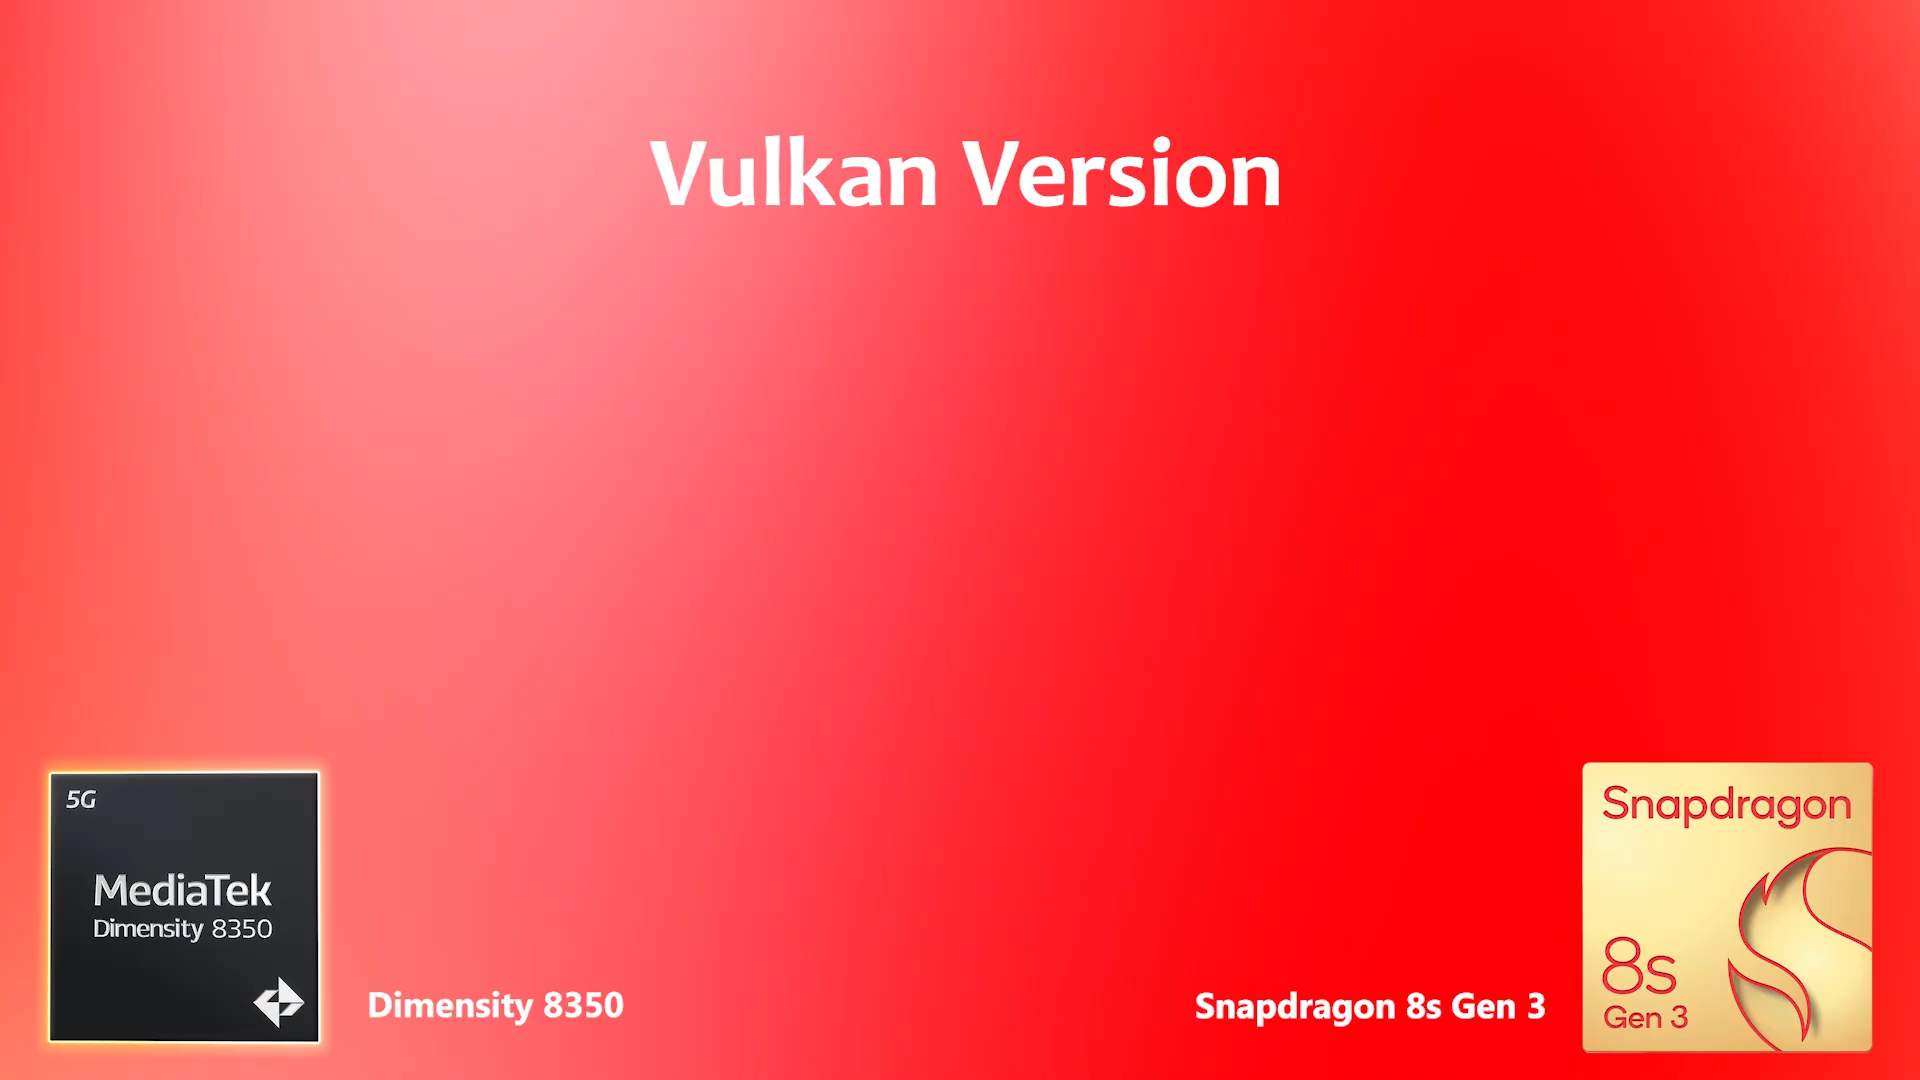 Vulkan Version
5G
MediaTek
Dimensity 8350
Dimensity 8350
Snapdragon 8s Gen 3
Snapdragon
8s
Gen 3